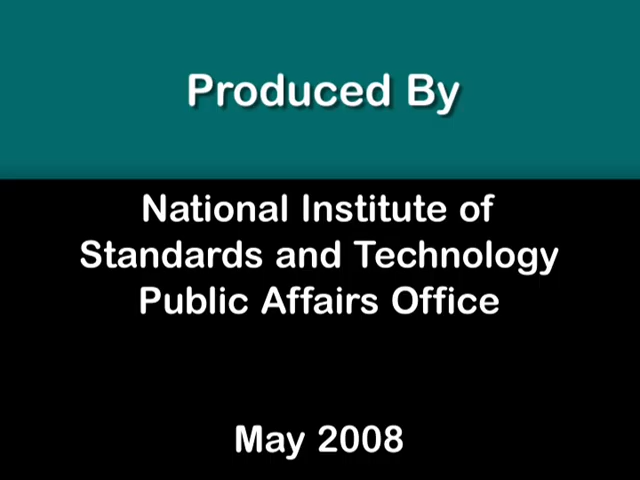 Produced By
National Institute of
Standards and Technology
Public Affairs Office
May 2008